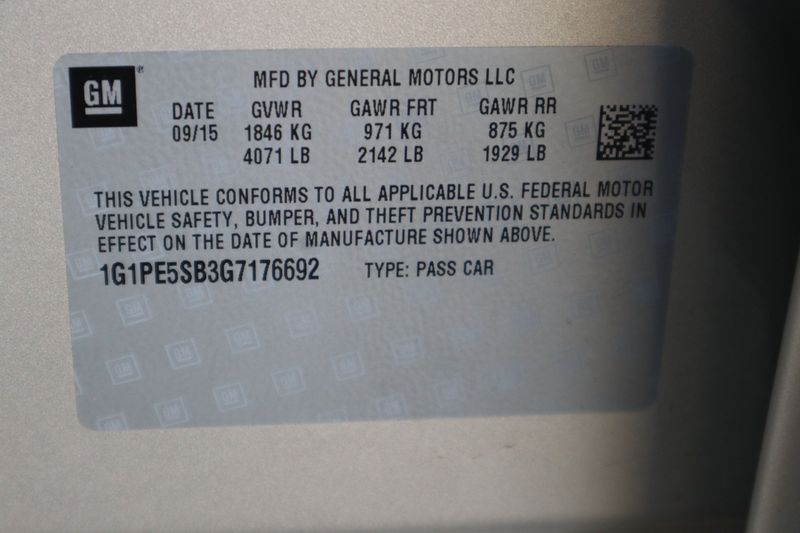 GM
MFD BY GENERAL MOTORS LLC
DATE GVWR GAWR FRT GAWR RR
09/15 1846 KG 971 KG 875 KG
4071 LB 2142 LB 1929 LB
THIS VEHICLE CONFORMS TO ALL APPLICABLE U.S. FEDERAL MOTOR
VEHICLE SAFETY, BUMPER, AND THEFT PREVENTION STANDARDS IN
EFFECT ON THE DATE OF MANUFACTURE SHOWN ABOVE.
1G1PE5SB3G7176692 TYPE: PASS CAR